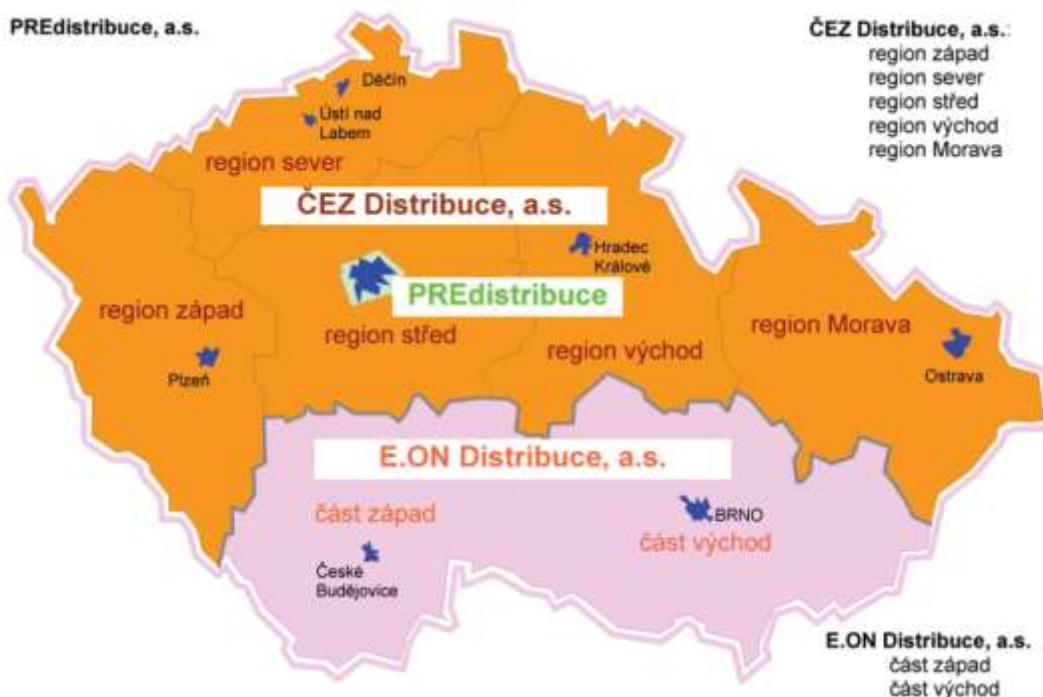 PREdistribuce, a.s.
ČEZ Distribuce, a.s.:
region západ
region sever
region střed
region východ
region Morava
Děčín
Ústí nad
Labem
region sever
ČEZ Distribuce, a.s.
Hradec
Králové
PREdistribuce
region západ
region střed
region východ
region Morava
Plzeň
Ostrava
E.ON Distribuce, a.s.
část západ
BRNO
část východ
České
Budějovice
E.ON Distribuce, a.s.
část západ
část východ